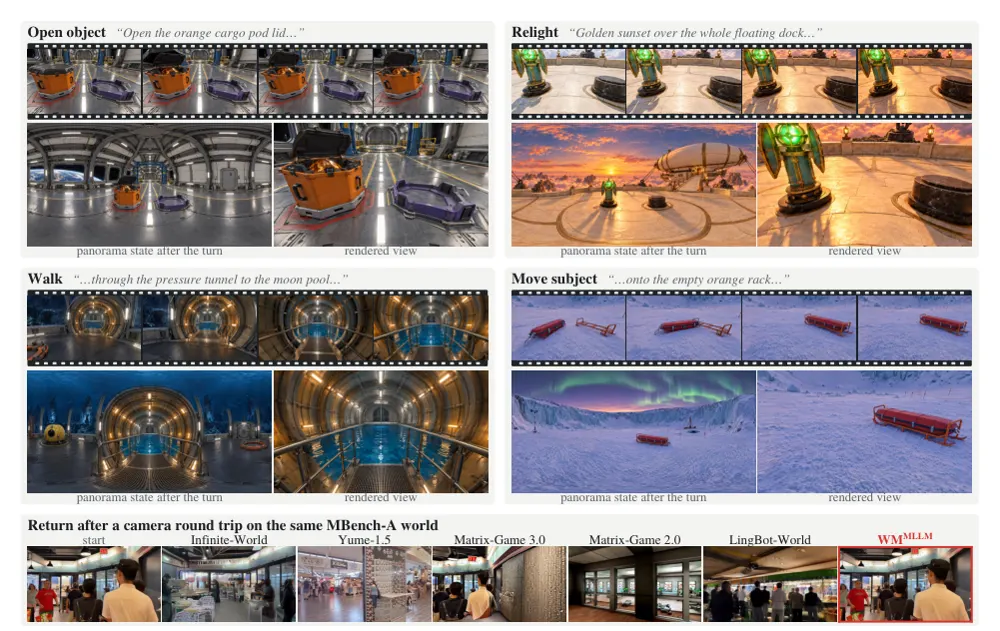 Open object “Open the orange cargo pod lid…”
panorama state after the turn
rendered view
Relight “Golden sunset over the whole floating dock…”
panorama state after the turn
rendered view
Walk “…through the pressure tunnel to the moon pool…”
panorama state after the turn
rendered view
Move subject “…onto the empty orange rack…”
panorama state after the turn
rendered view
Return after a camera round trip on the same MBench-A world
start
Infinite-World
Yume-1.5
Matrix-Game 3.0
Matrix-Game 2.0
LingBot-World
WMMLLM